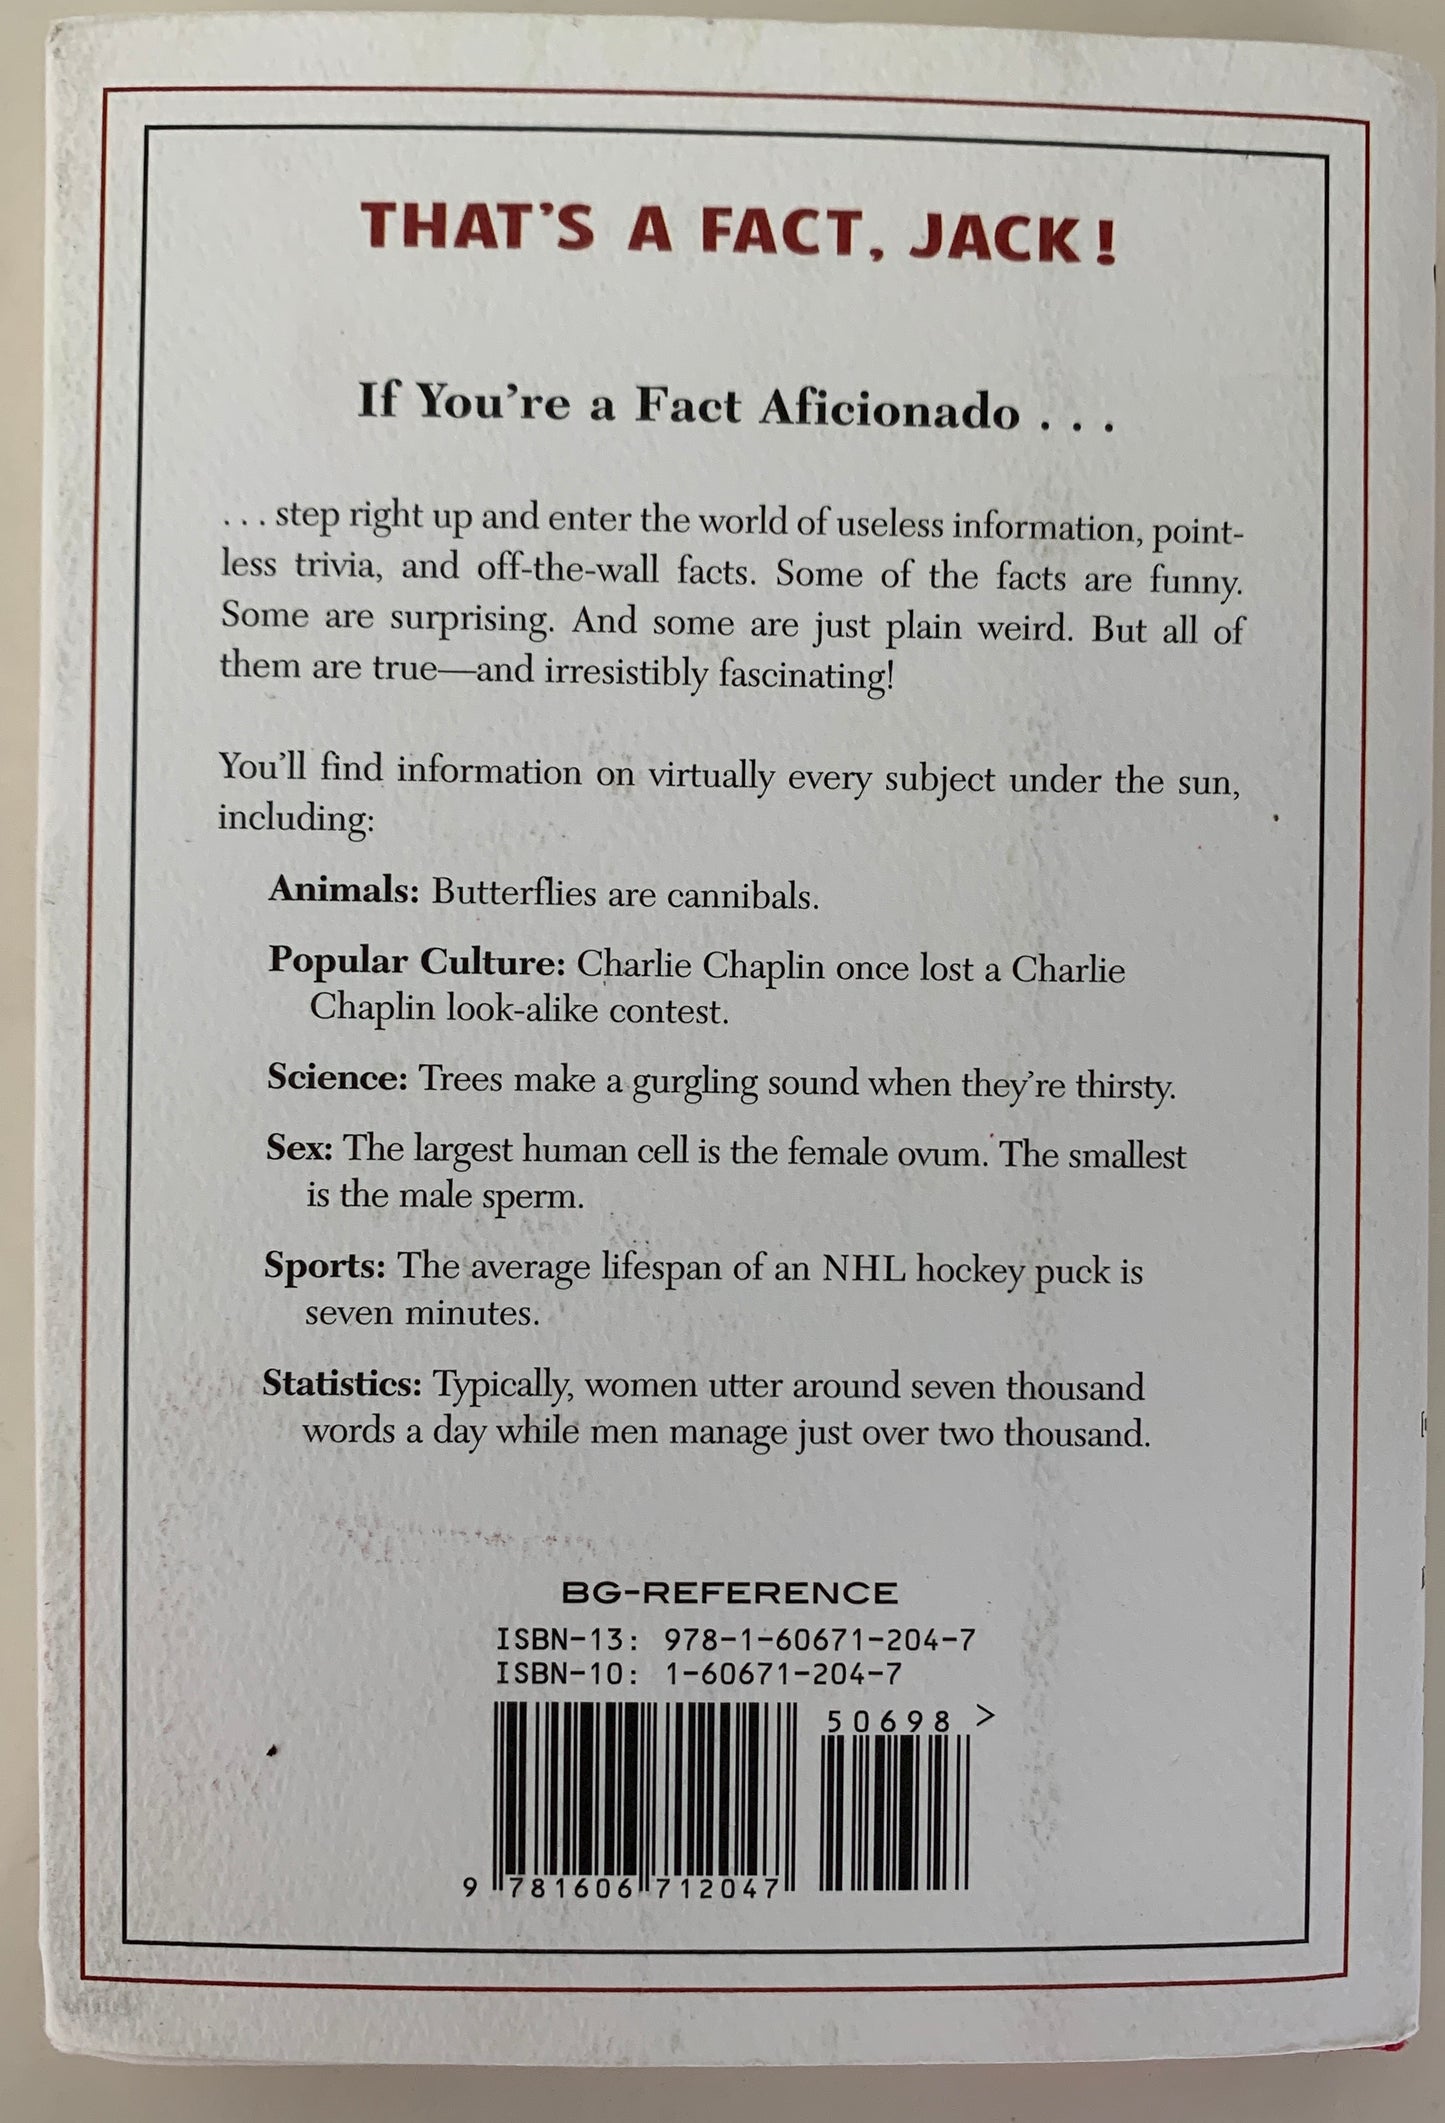 THAT'S A FACT, JACK!
If You're a Fact Aficionado . . .
. . . step right up and enter the world of useless information, point-
less trivia, and off-the-wall facts. Some of the facts are funny.
Some are surprising. And some are just plain weird. But all of
them are true—and irresistibly fascinating!
You'll find information on virtually every subject under the sun,
including:
Animals: Butterflies are cannibals.
Popular Culture: Charlie Chaplin once lost a Charlie
Chaplin look-alike contest.
Science: Trees make a gurgling sound when they're thirsty.
Sex: The largest human cell is the female ovum. The smallest
is the male sperm.
Sports: The average lifespan of an NHL hockey puck is
seven minutes.
Statistics: Typically, women utter around seven thousand
words a day while men manage just over two thousand.
BG-REFERENCE
ISBN-13: 978-1-60671-204-7
ISBN-10: 1-60671-204-7
50698 >
9 781606 712047